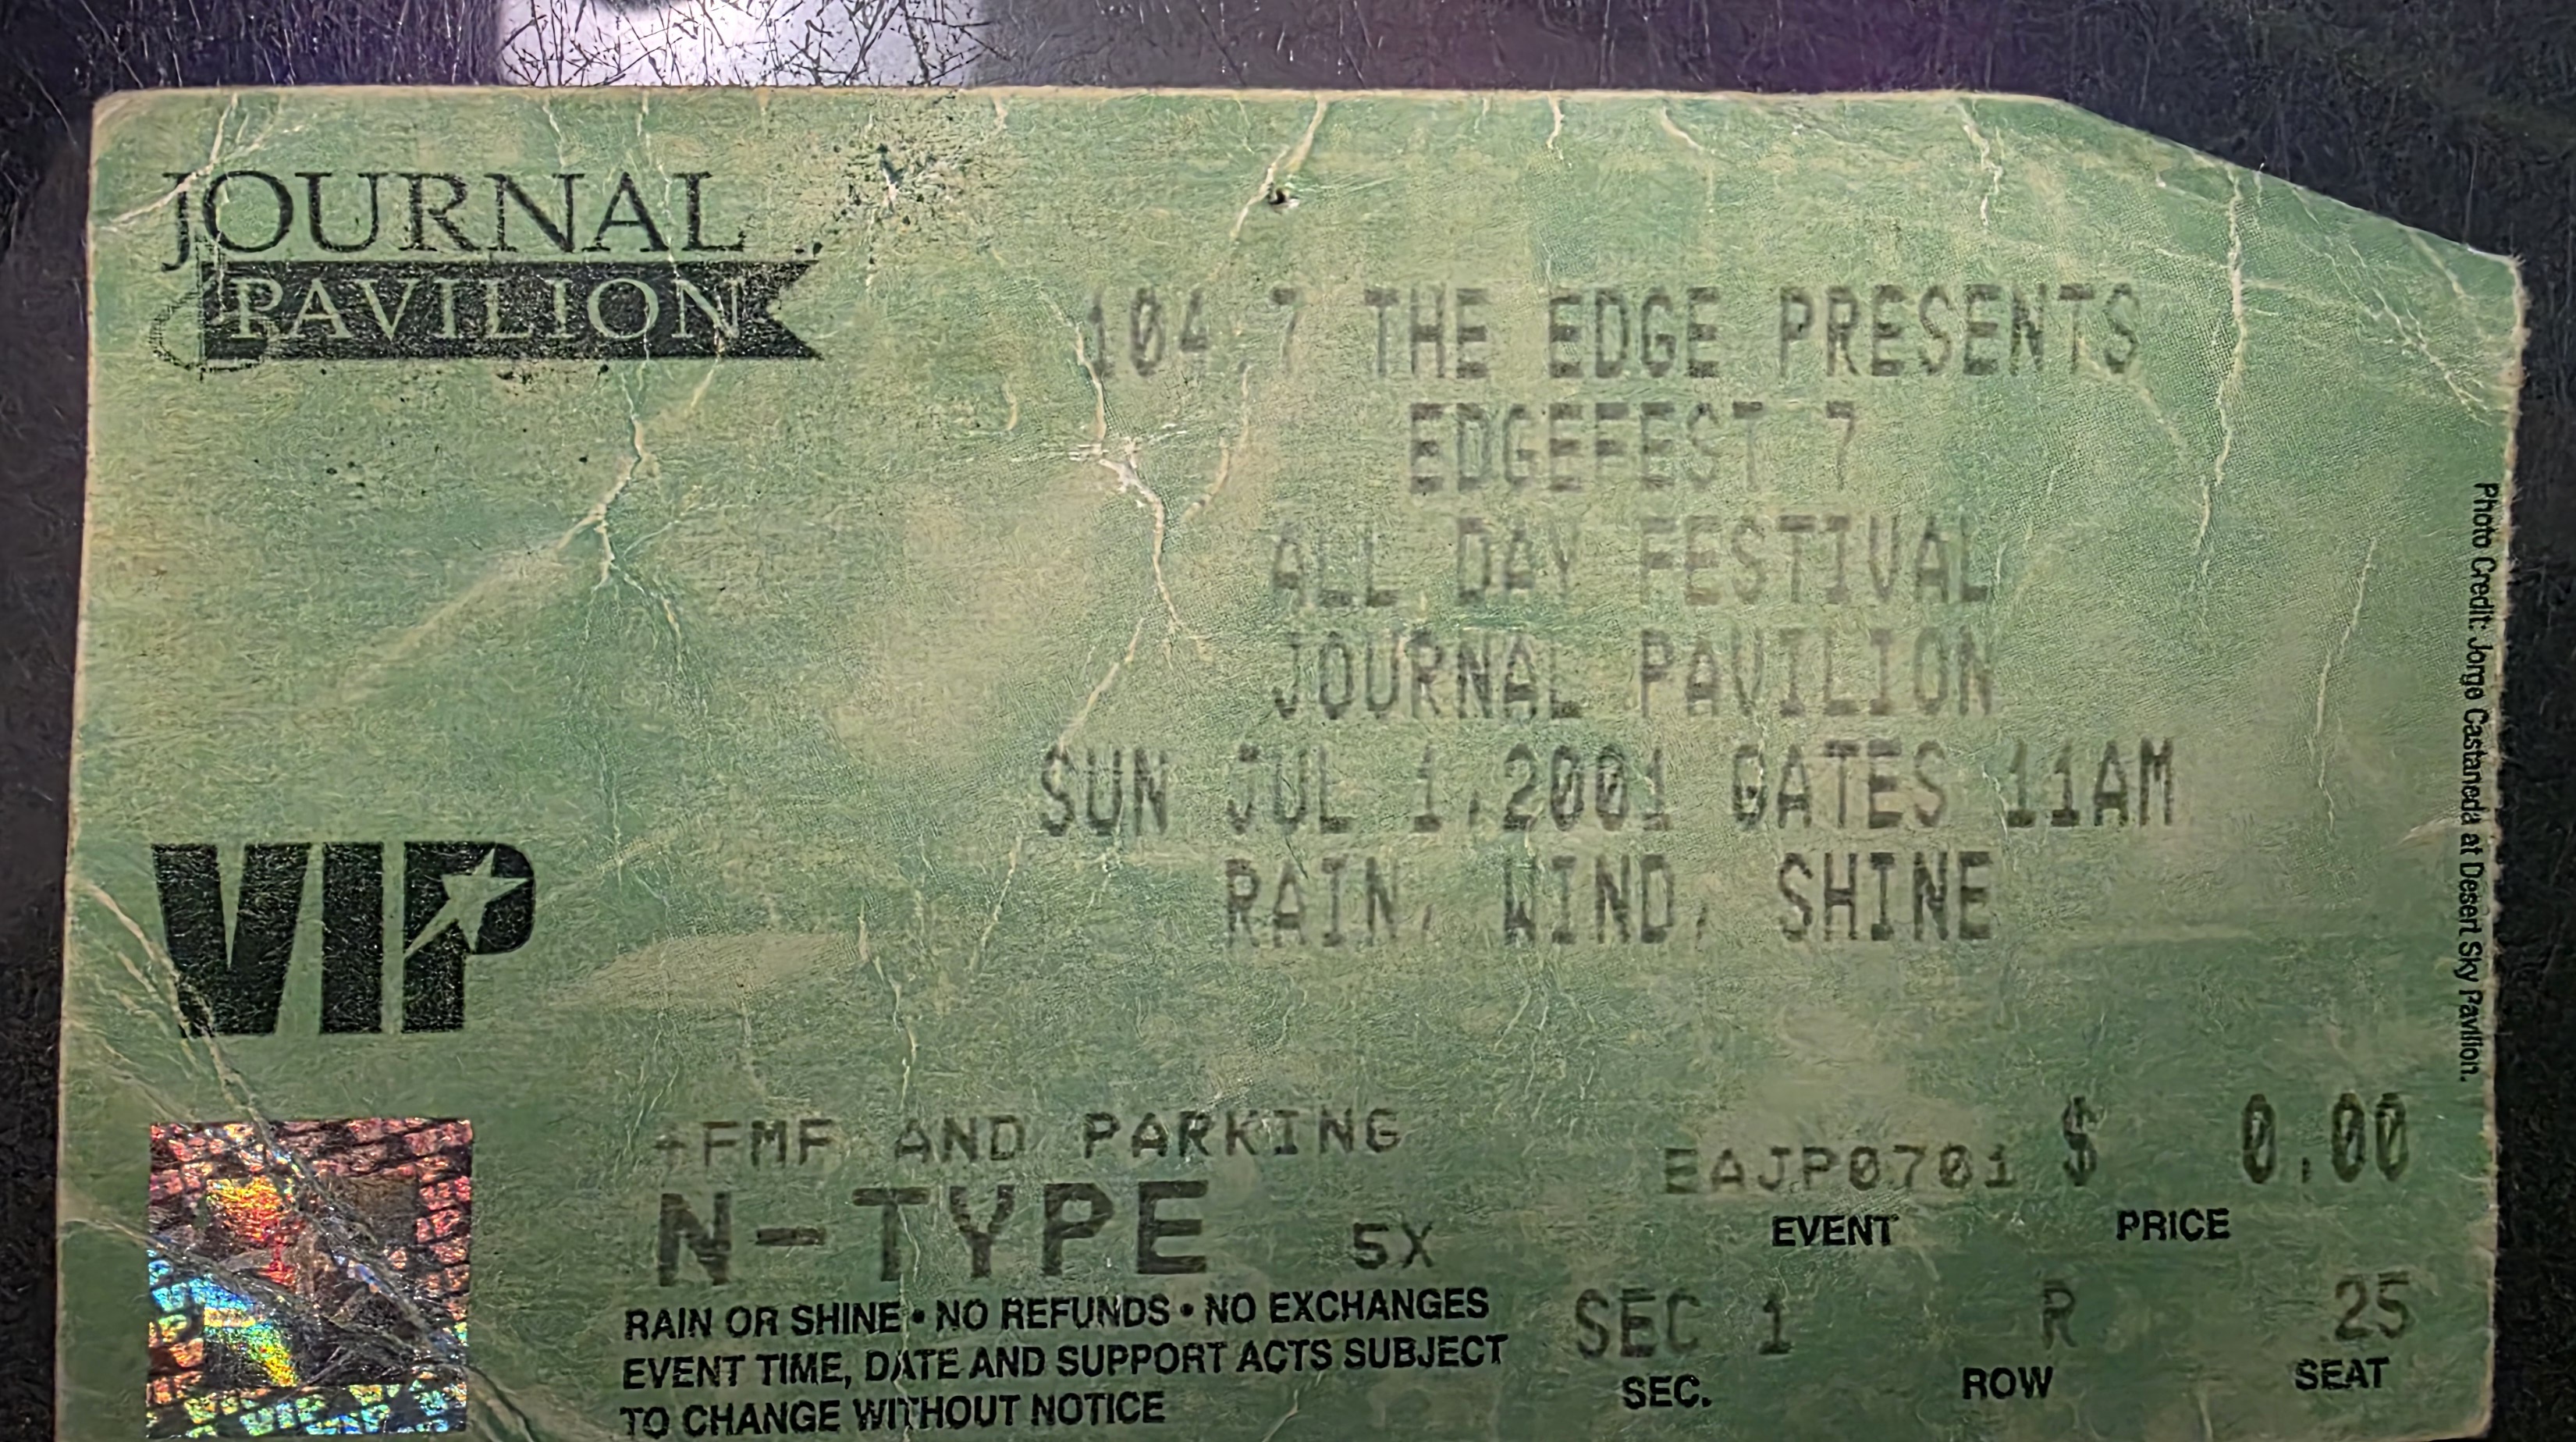 JOURNAL
PAVILION
104.7 THE EDGE PRESENTS
EDGEFEST 7
ALL DAY FESTIVAL
JOURNAL PAVILION
SUN JUL 1,2001 GATES 11AM
RAIN, WIND, SHINE
VIP
+FMF AND PARKING
N-TYPE 5X
EAJP0701 $ 0.00
EVENT PRICE
RAIN OR SHINE • NO REFUNDS • NO EXCHANGES
EVENT TIME, DATE AND SUPPORT ACTS SUBJECT
TO CHANGE WITHOUT NOTICE
SEC 1 R 25
SEC. ROW SEAT
Photo Credit: Jorge Castaneda at Desert Sky Pavilion.